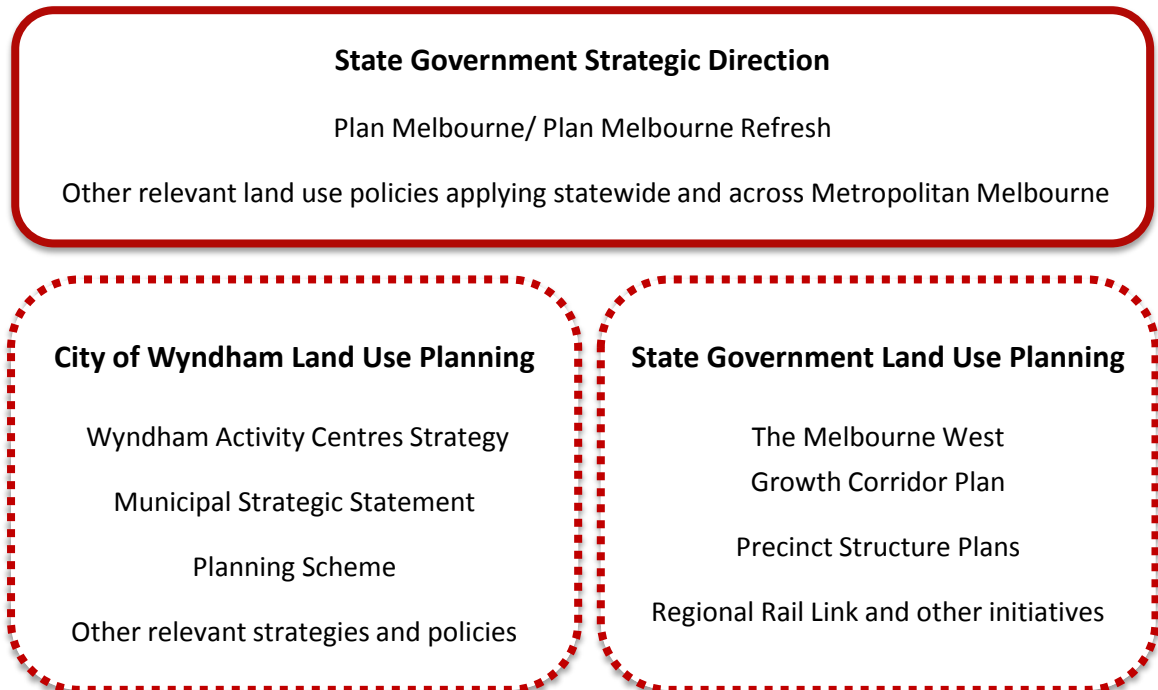 State Government Strategic Direction
Plan Melbourne/ Plan Melbourne Refresh
Other relevant land use policies applying statewide and across Metropolitan Melbourne
City of Wyndham Land Use Planning
Wyndham Activity Centres Strategy
Municipal Strategic Statement
Planning Scheme
Other relevant strategies and policies
State Government Land Use Planning
The Melbourne West
Growth Corridor Plan
Precinct Structure Plans
Regional Rail Link and other initiatives